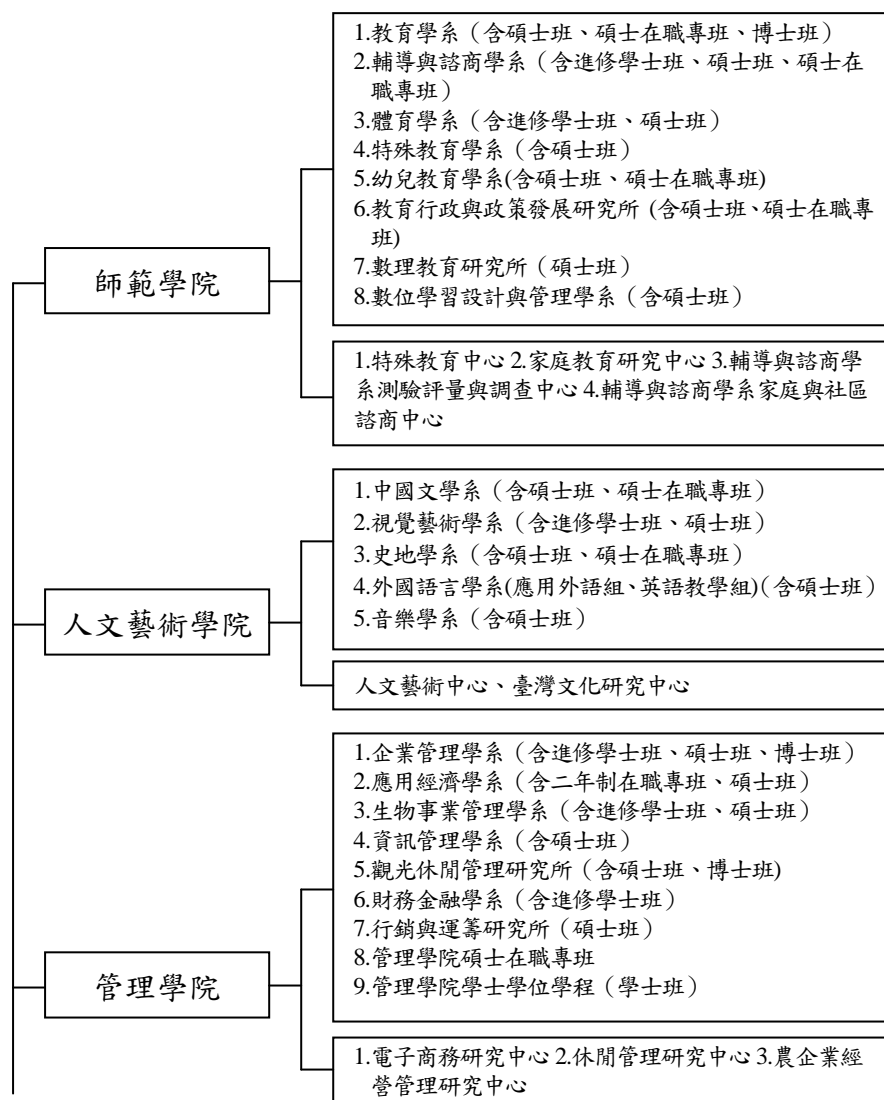 師範學院
1.教育學系（含碩士班、碩士在職專班、博士班）
2.輔導與諮商學系（含進修學士班、碩士班、碩士在
職專班）
3.體育學系（含進修學士班、碩士班）
4.特殊教育學系（含碩士班）
5.幼兒教育學系(含碩士班、碩士在職專班)
6.教育行政與政策發展研究所 (含碩士班、碩士在職專
班)
7.數理教育研究所（碩士班）
8.數位學習設計與管理學系（含碩士班）
1.特殊教育中心 2.家庭教育研究中心 3.輔導與諮商學
系測驗評量與調查中心 4.輔導與諮商學系家庭與社區
諮商中心
人文藝術學院
1.中國文學系（含碩士班、碩士在職專班）
2.視覺藝術學系（含進修學士班、碩士班）
3.史地學系（含碩士班、碩士在職專班）
4.外國語言學系(應用外語組、英語教學組)（含碩士班）
5.音樂學系（含碩士班）
人文藝術中心、臺灣文化研究中心
管理學院
1.企業管理學系（含進修學士班、碩士班、博士班）
2.應用經濟學系（含二年制在職專班、碩士班）
3.生物事業管理學系（含進修學士班、碩士班）
4.資訊管理學系（含碩士班）
5.觀光休閒管理研究所（含碩士班、博士班)
6.財務金融學系（含進修學士班）
7.行銷與運籌研究所（碩士班）
8.管理學院碩士在職專班
9.管理學院學士學位學程（學士班）
1.電子商務研究中心 2.休閒管理研究中心 3.農企業經
營管理研究中心